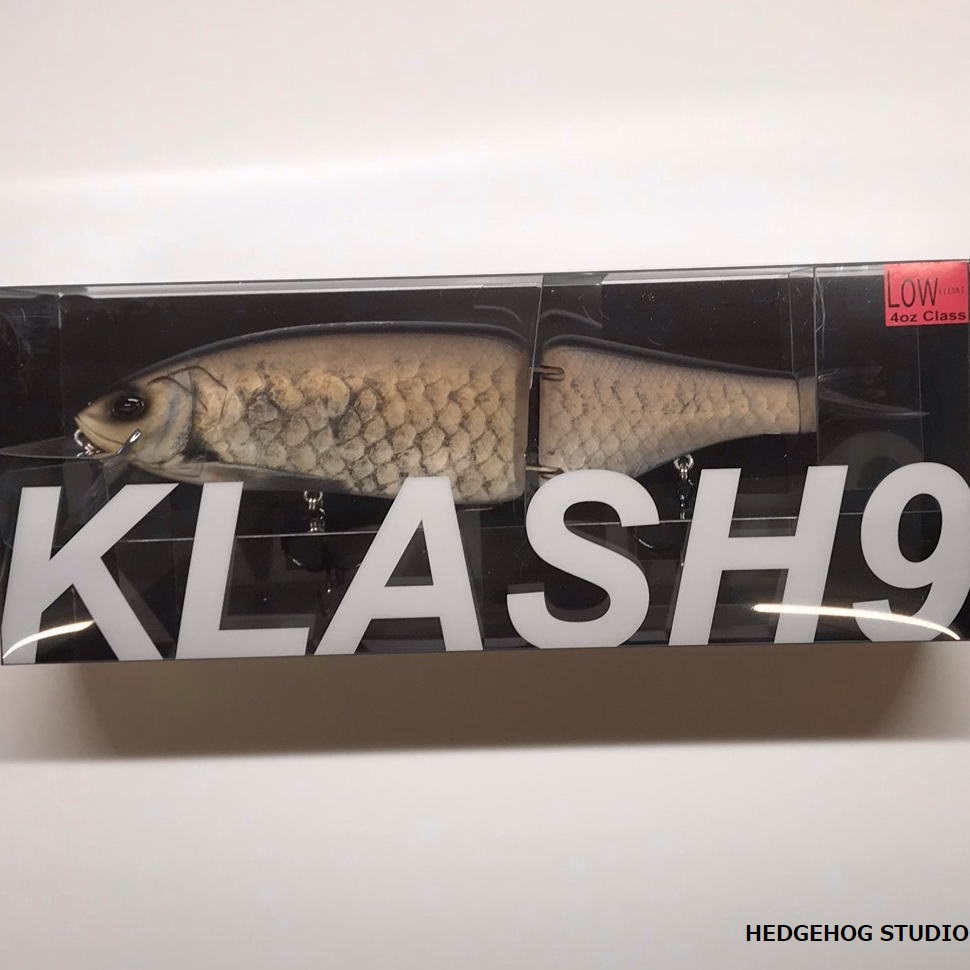 LOW FLOAT
4oz Class
KLASH9
HEDGEHOG STUDIO